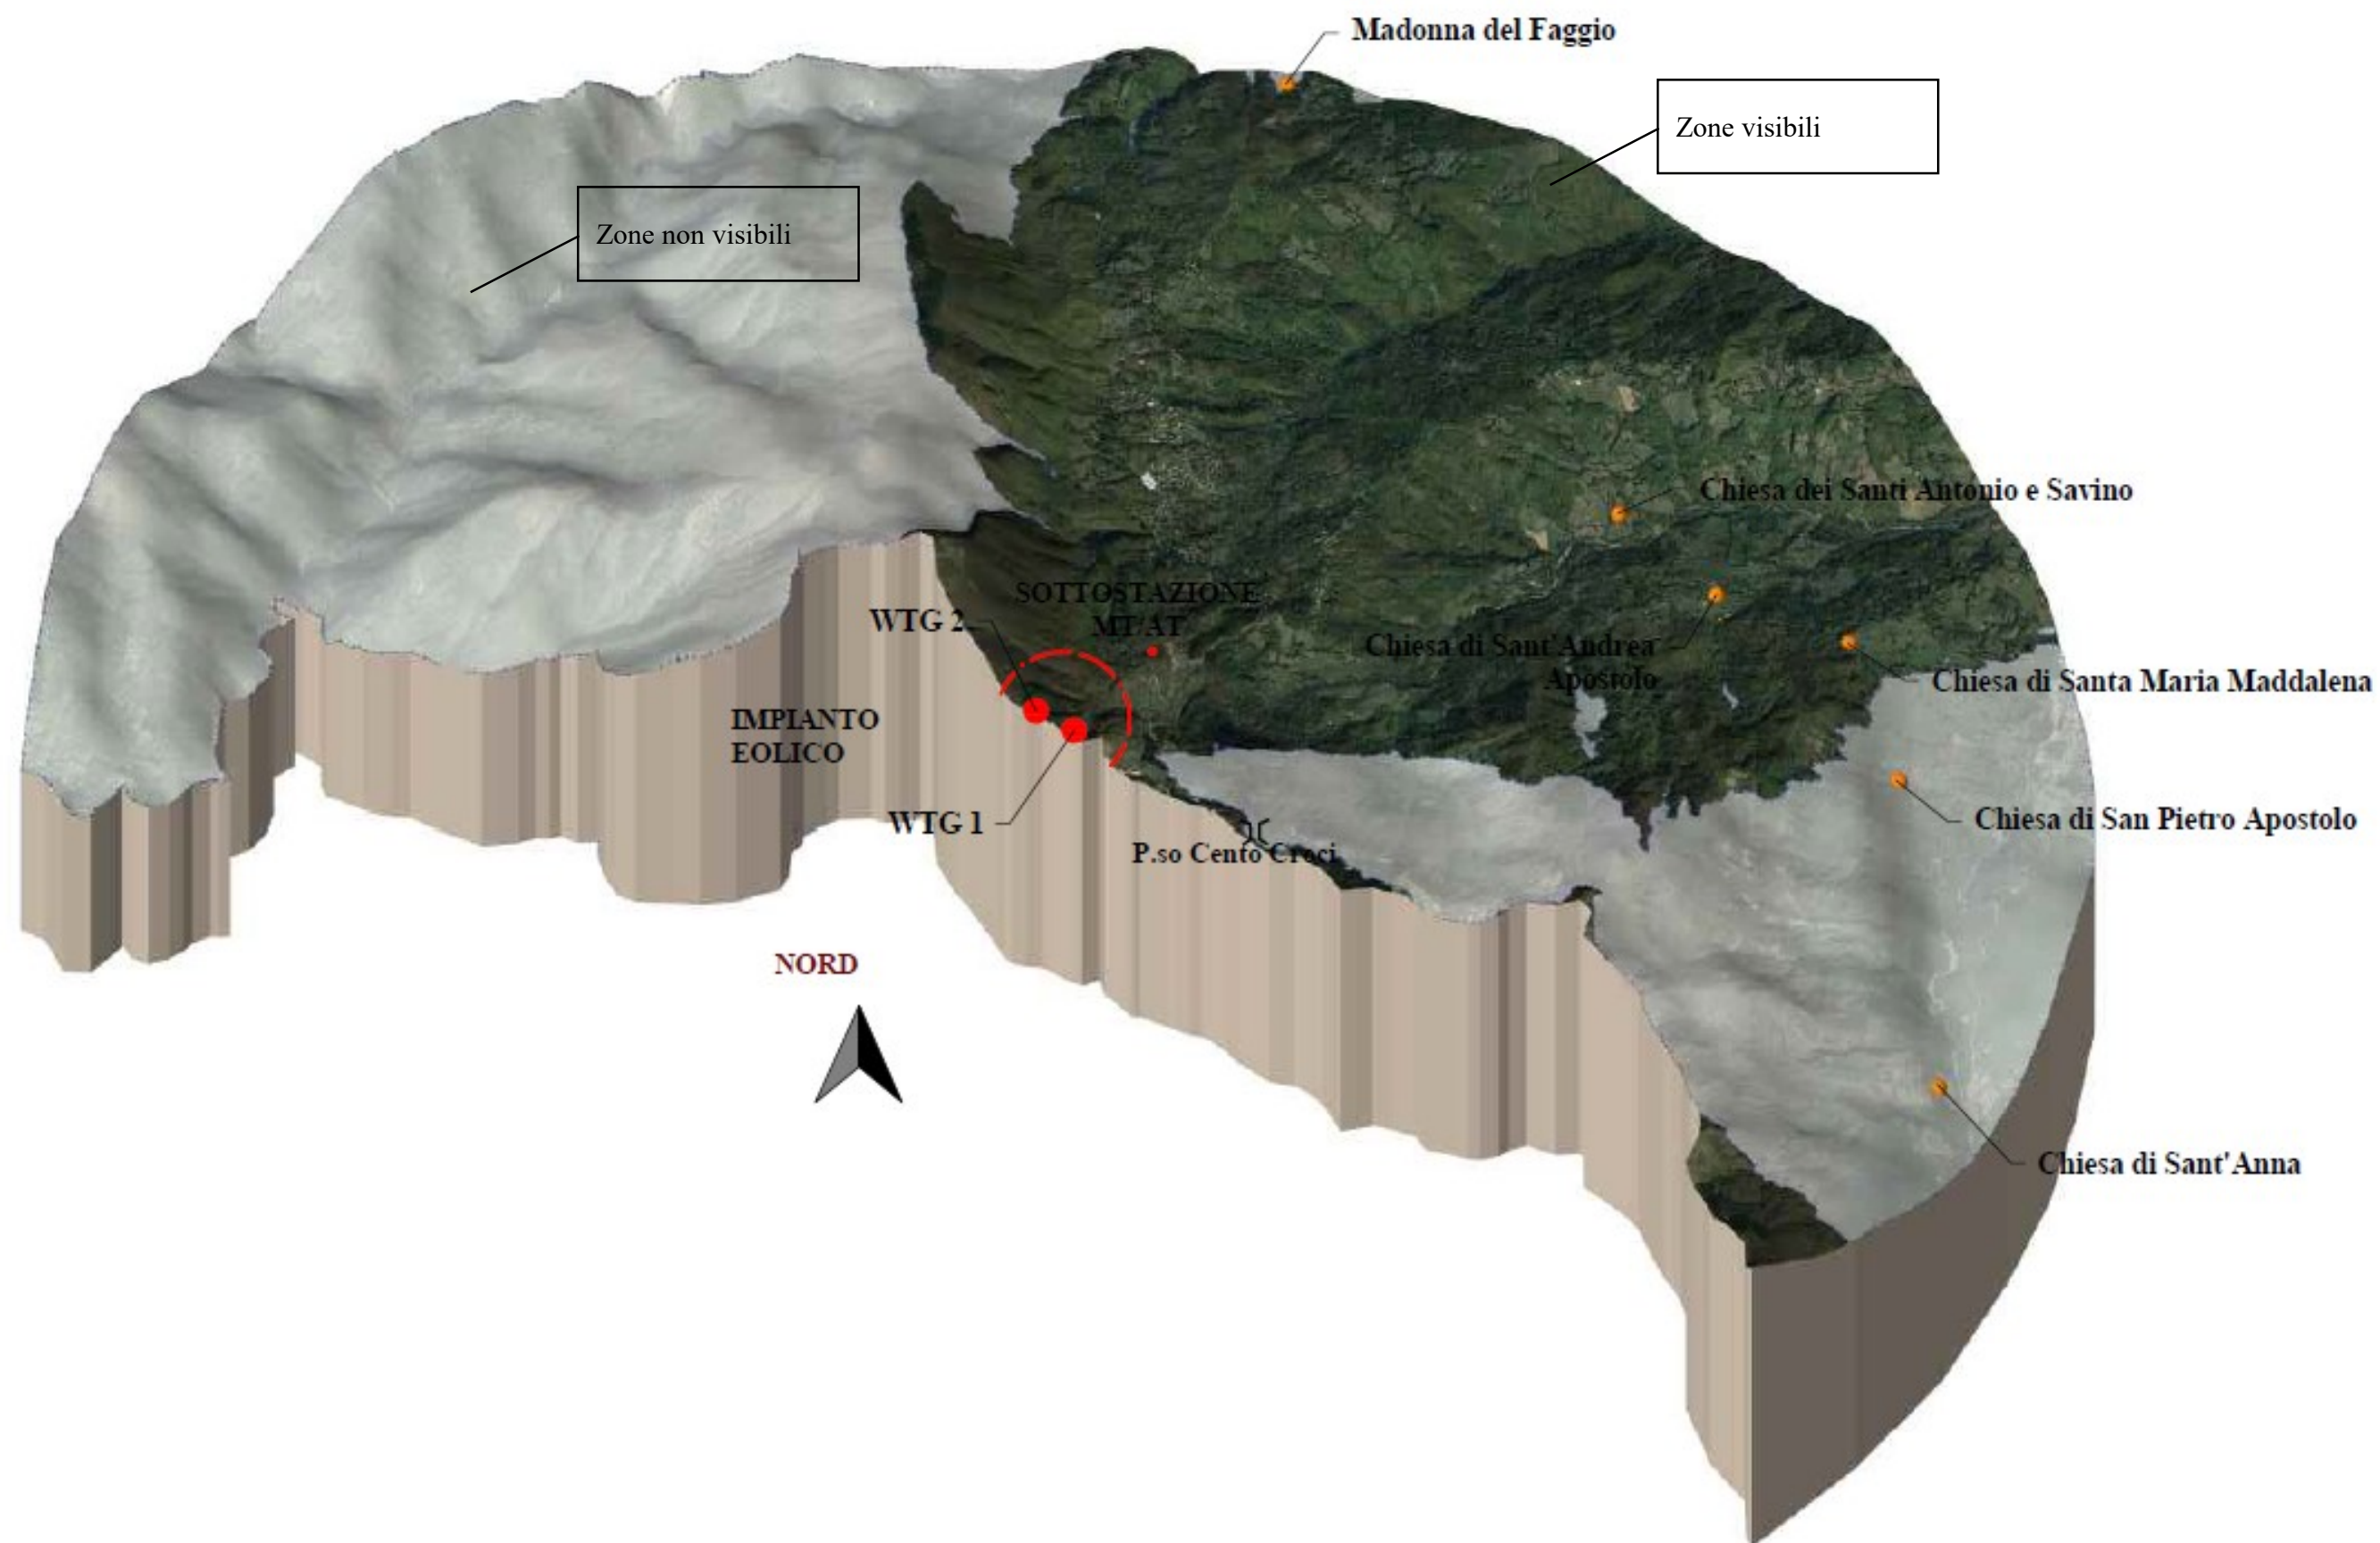 Madonna del Faggio
Zone visibili
Zone non visibili
Chiesa dei Santi Antonio e Savino
SOTTOSTAZIONE
MT/AT
WTG 2
Chiesa di Sant'Andrea
Apostolo
Chiesa di Santa Maria Maddalena
IMPIANTO
EOLICO
WTG 1
Chiesa di San Pietro Apostolo
P.so Cento Croci
NORD
Chiesa di Sant'Anna